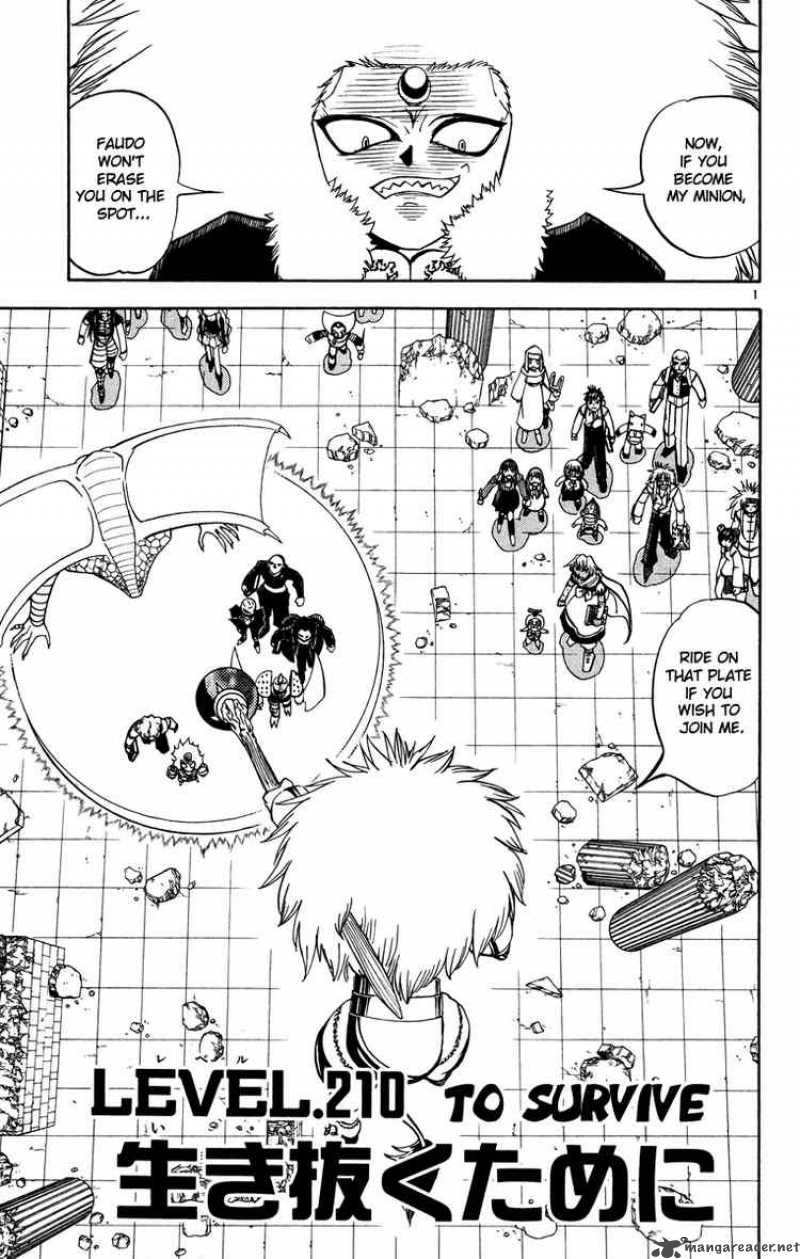 NOW,
IF YOU
BECOME
MY MINION,
FAUDO
WON'T
ERASE
YOU ON THE
SPOT...
1
RIDE ON
THAT PLATE
IF YOU
WISH TO
JOIN ME.
LEVEL.210 TO SURVIVE
生き抜くために
mangareader.net